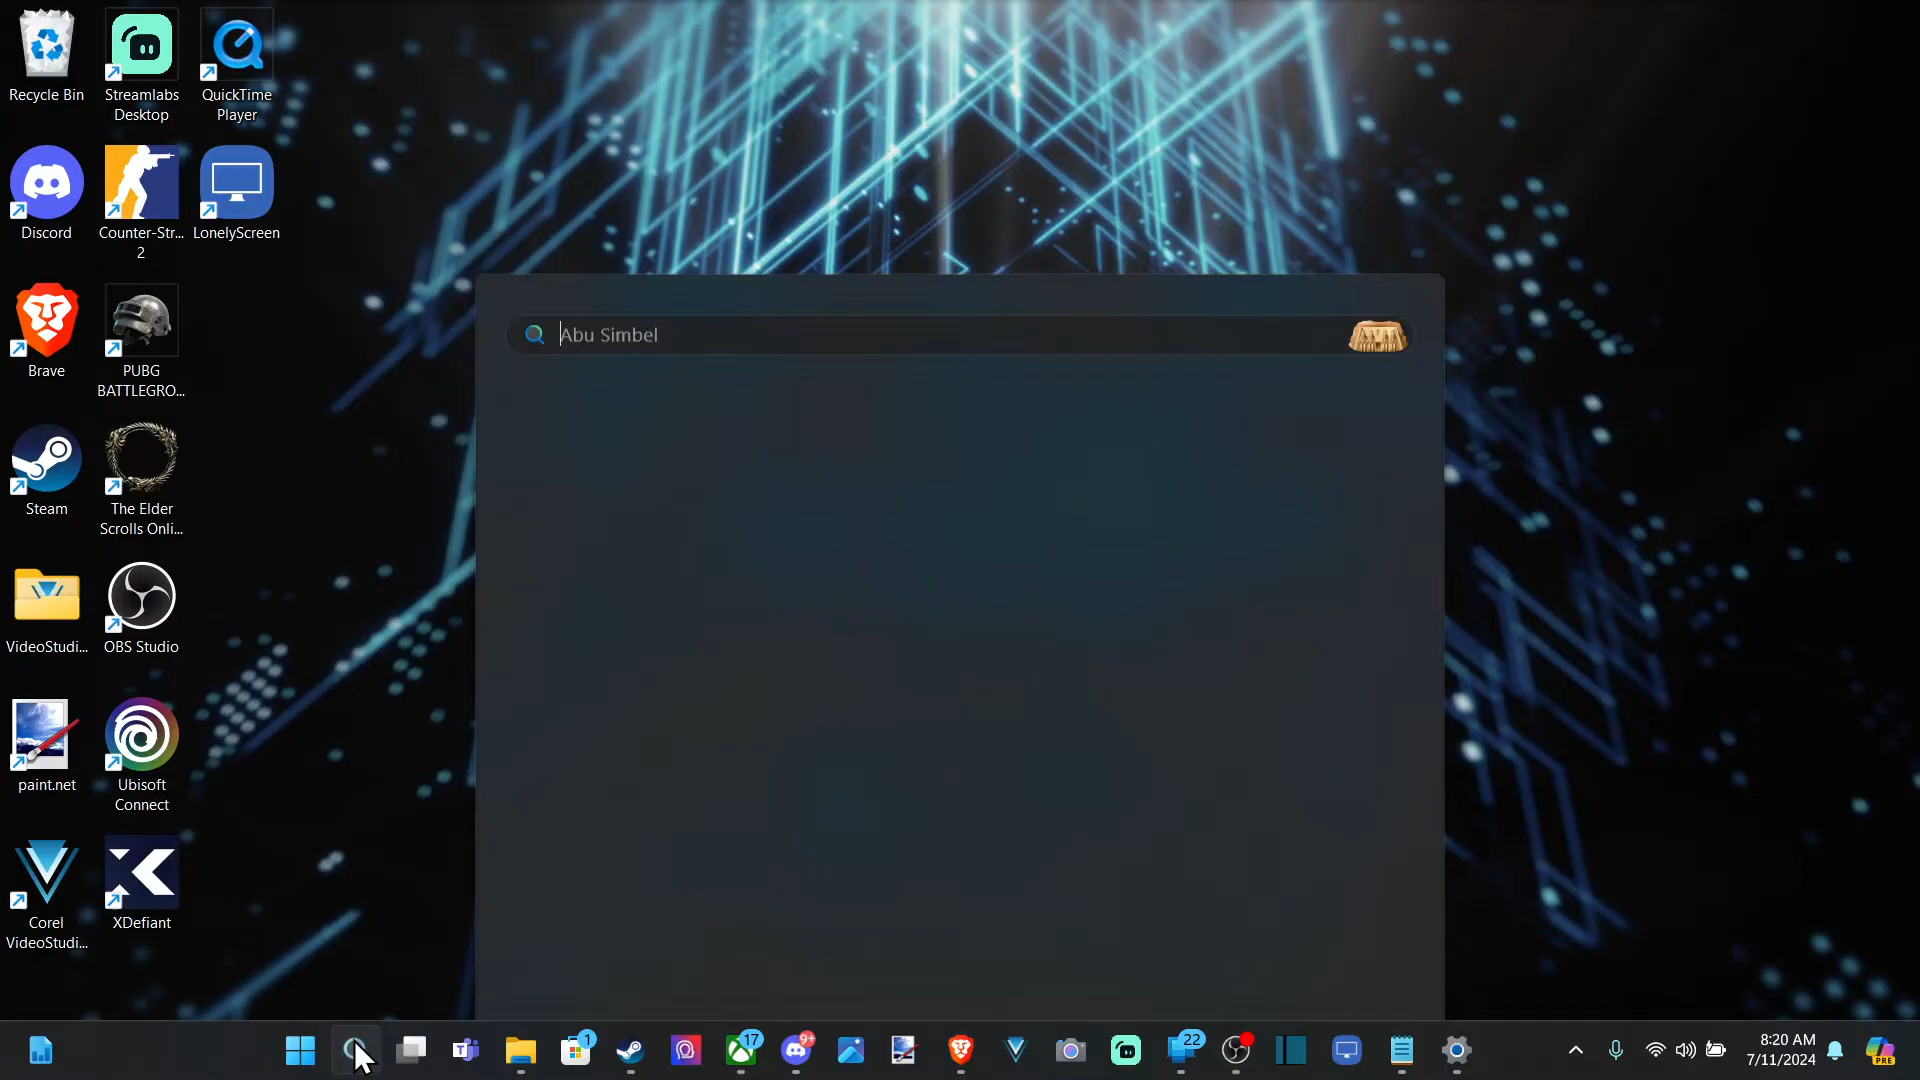 Recycle Bin
Streamlabs
Desktop
QuickTime
Player
Discord
Counter-Str...
2
LonelyScreen
Brave
PUBG
BATTLEGRO...
Steam
The Elder
Scrolls Onli...
VideoStudi...
OBS Studio
paint.net
Ubisoft
Connect
Corel
VideoStudi...
XDefiant
Abu Simbel
1
17
9+
22
8:20 AM
7/11/2024
PRE